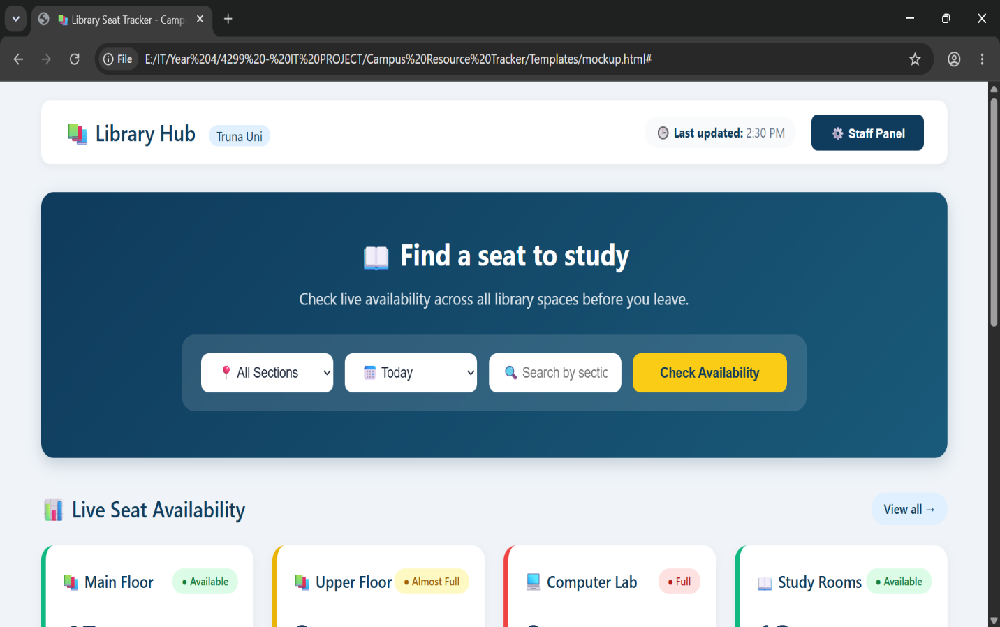 Library Seat Tracker - Camp
File
E:/IT/Year%204/4299%20-%20IT%20PROJECT/Campus%20Resource%20Tracker/Templates/mockup.html#
Library Hub
Truna Uni
Last updated: 2:30 PM
Staff Panel
Find a seat to study
Check live availability across all library spaces before you leave.
All Sections
Today
Search by sectic
Check Availability
Live Seat Availability
View all →
Main Floor
• Available
Upper Floor
• Almost Full
Computer Lab
• Full
Study Rooms
• Available